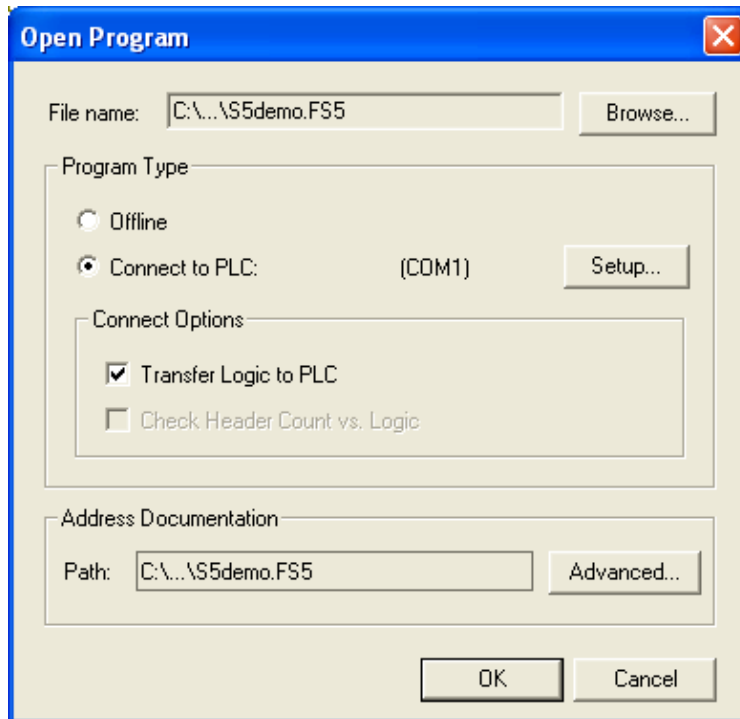 Open Program
File name: C:\...\S5demo.FS5 Browse...
Program Type
Offline
Connect to PLC: (COM1) Setup...
Connect Options
Transfer Logic to PLC
Check Header Count vs. Logic
Address Documentation
Path: C:\...\S5demo.FS5 Advanced...
OK Cancel